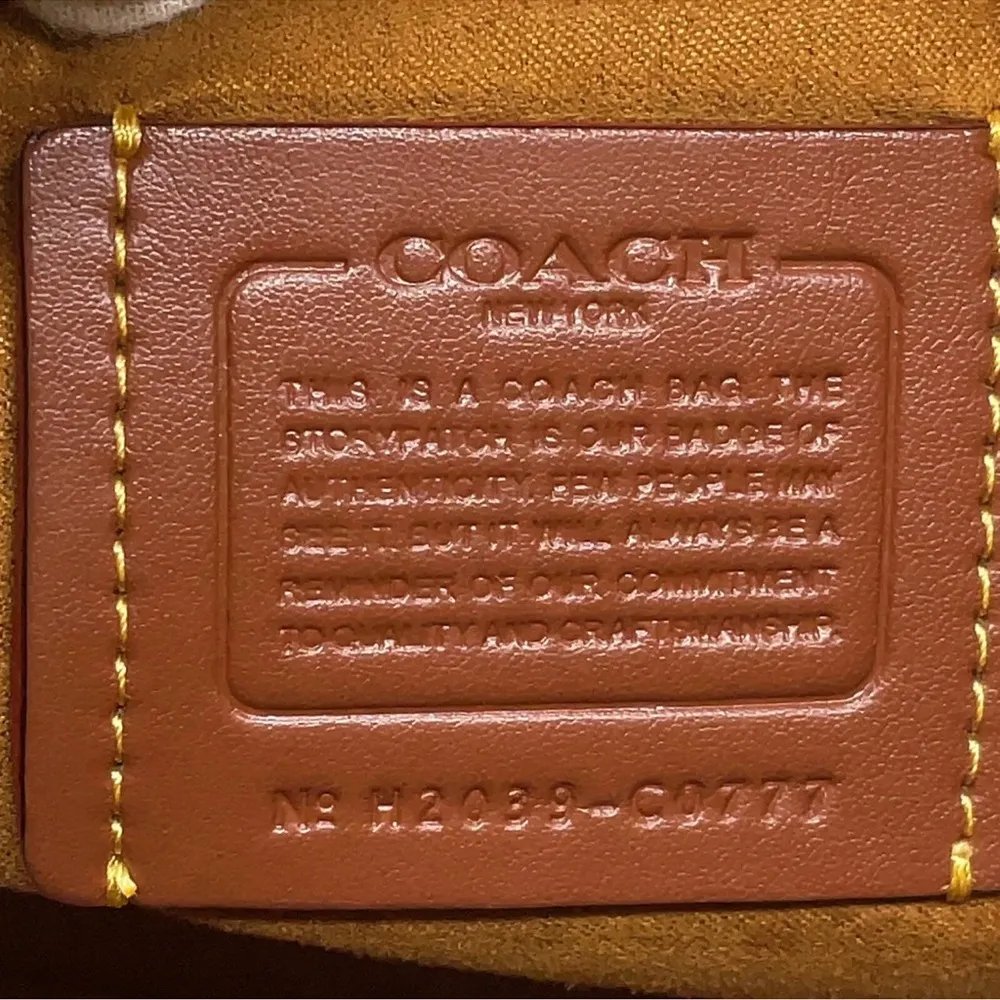 COACH
NEW YORK
THIS IS A COACH BAG. THE
STORYPATCH IS OUR BADGE OF
AUTHENTICITY. FEW PEOPLE MAY
SEE IT, BUT IT WILL ALWAYS BE A
REMINDER OF OUR COMMITMENT
TO QUALITY AND CRAFTSMANSHIP.
Nº H2039-C0777